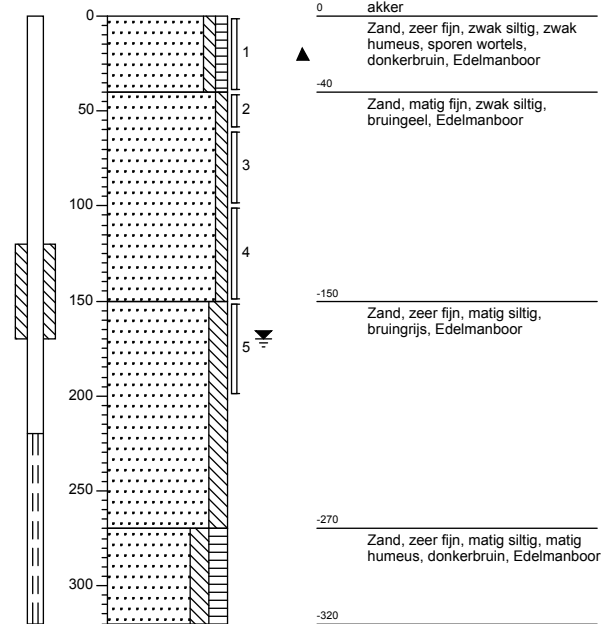 0
50
100
150
200
250
300
1
2
3
4
5
0
akker
Zand, zeer fijn, zwak siltig, zwak
humeus, sporen wortels,
donkerbruin, Edelmanboor
-40
Zand, matig fijn, zwak siltig,
bruingeel, Edelmanboor
-150
Zand, zeer fijn, matig siltig,
bruingrijs, Edelmanboor
-270
Zand, zeer fijn, matig siltig, matig
humeus, donkerbruin, Edelmanboor
-320